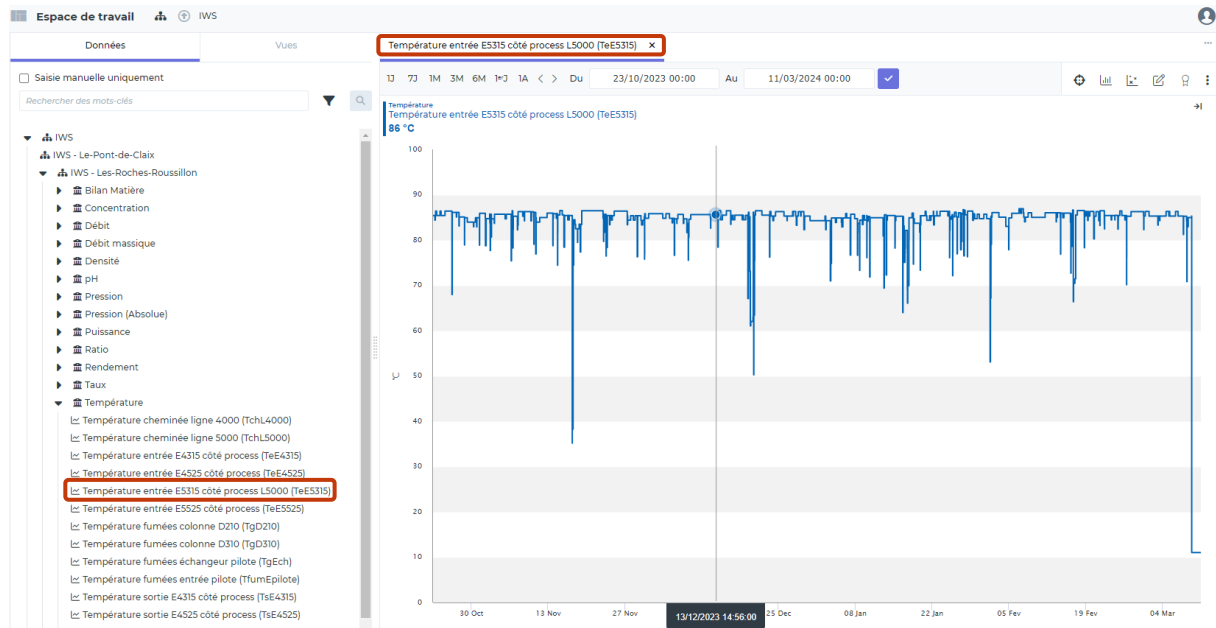 Espace de travail IWS
Données Vues
Saisie manuelle uniquement
Rechercher des mots-clés
IWS
IWS - Le-Pont-de-Claix
IWS - Les-Roches-Roussillon
Bilan Matière
Concentration
Débit
Débit massique
Densité
pH
Pression
Pression (Absolue)
Puissance
Ratio
Rendement
Taux
Température
Température cheminée ligne 4000 (TchL4000)
Température cheminée ligne 5000 (TchL5000)
Température entrée E4315 côté process (TeE4315)
Température entrée E4525 côté process (TeE4525)
Température entrée E5315 côté process L5000 (TeE5315)
Température entrée E5525 côté process (TeE5525)
Température fumées colonne D210 (TgD210)
Température fumées colonne D310 (TgD310)
Température fumées échangeur pilote (TgEch)
Température fumées entrée pilote (TfumEpilote)
Température sortie E4315 côté process (TsE4315)
Température sortie E4525 côté process (TsE4525)
Température entrée E5315 côté process L5000 (TeE5315) ×
1J 7J 1M 3M 6M 1erJ 1A < > Du 23/10/2023 00:00 Au 11/03/2024 00:00
Température
Température entrée E5315 côté process L5000 (TeE5315)
86 °C
100
90
80
70
60
°C
50
40
30
20
10
0
30 Oct 13 Nov 27 Nov 13/12/2023 14:56:00 25 Dec 08 Jan 22 Jan 05 Fev 19 Fev 04 Mar